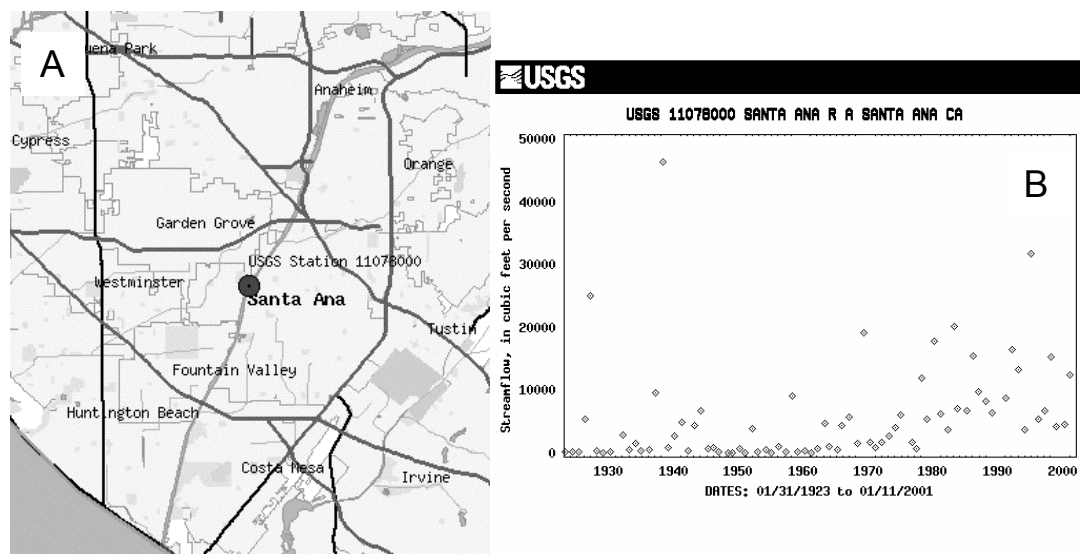 A
uena Park
Anaheim
Cypress
Orange
Garden Grove
USGS Station 11078000
Westminster
Santa Ana
Tustin
Fountain Valley
Huntington Beach
Costa Mesa
Irvine
USGS
USGS 11078000 SANTA ANA R A SANTA ANA CA
B
Streamflow, in cubic feet per second
50000
40000
30000
20000
10000
0
1930 1940 1950 1960 1970 1980 1990 2000
DATES: 01/31/1923 to 01/11/2001